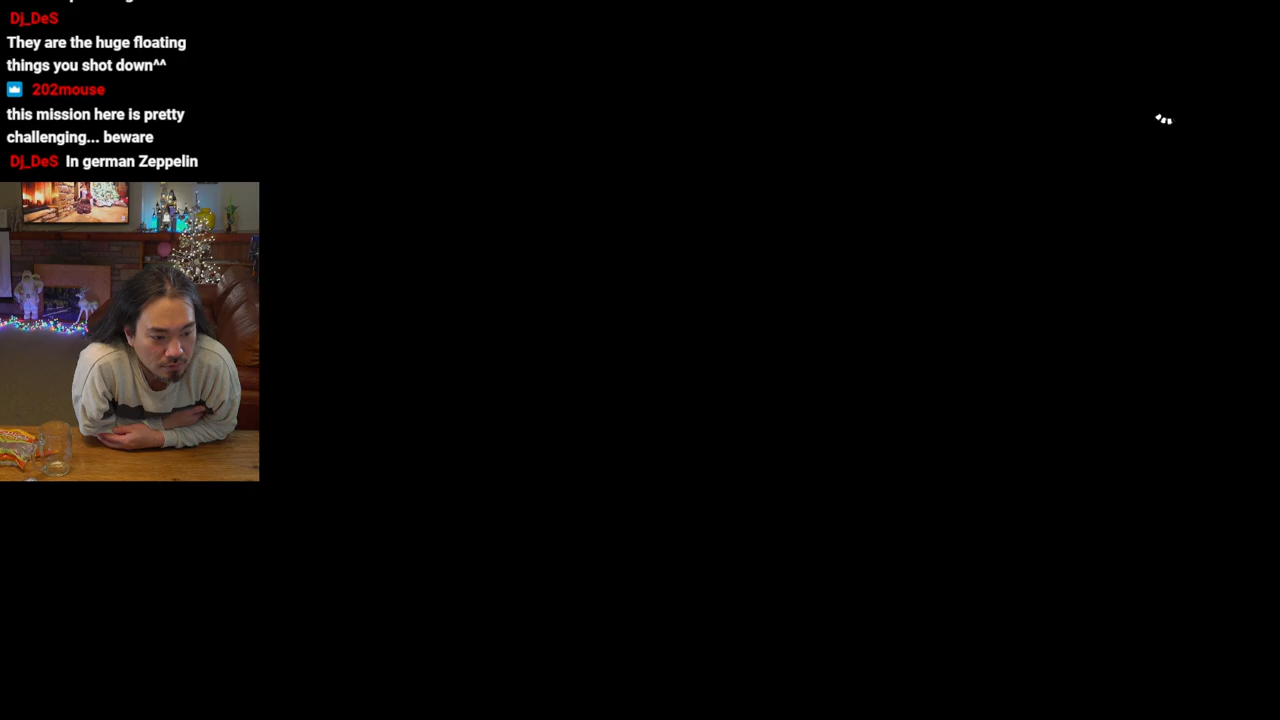 Dj_DeS
They are the huge floating
things you shot down^^
202mouse
this mission here is pretty
challenging... beware
Dj_DeS In german Zeppelin